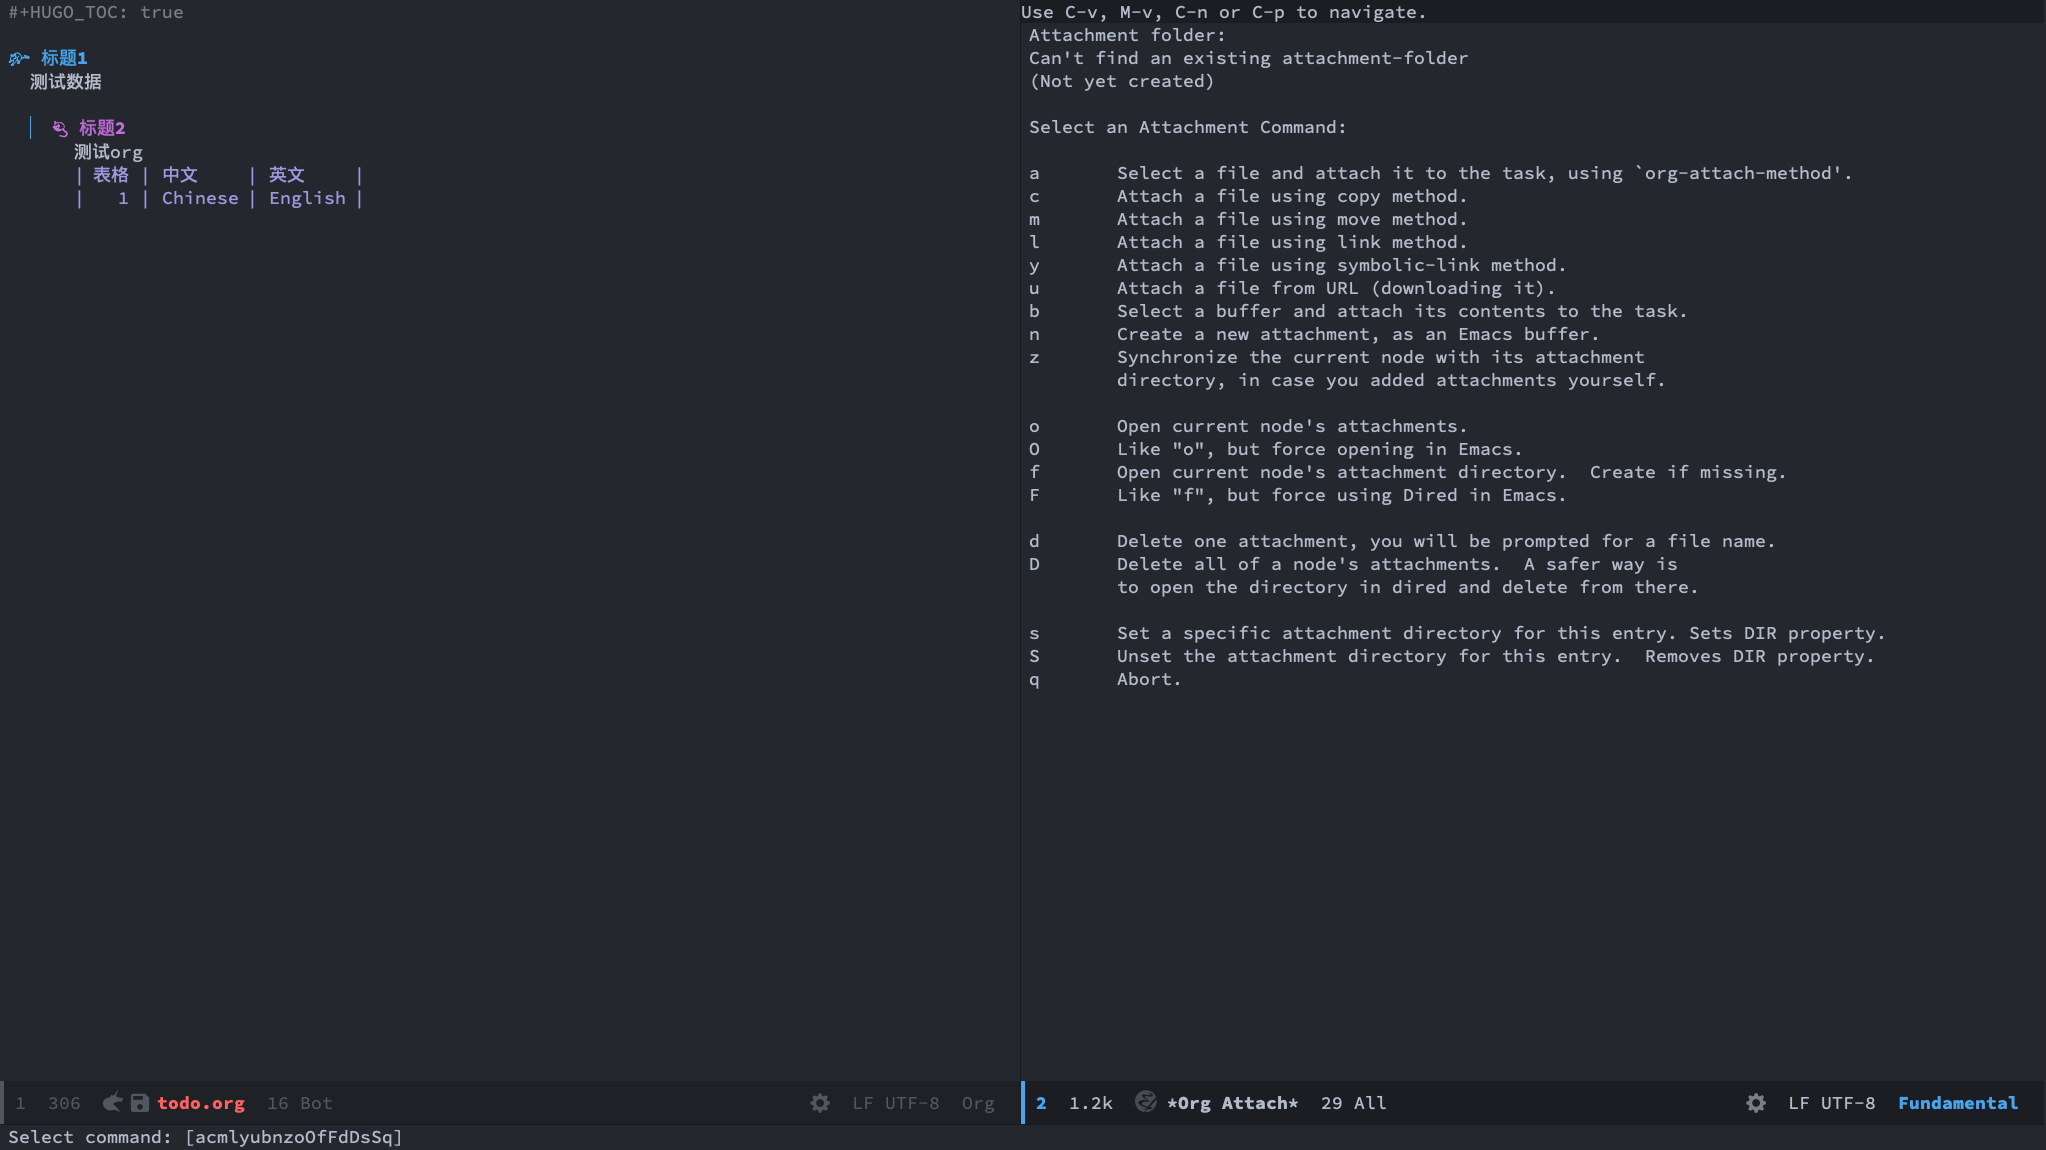 #+HUGO_TOC: true
标题1
测试数据
标题2
测试org
| 表格 | 中文 | 英文 |
| 1 | Chinese | English |
1 306 todo.org 16 Bot LF UTF-8 Org
Use C-v, M-v, C-n or C-p to navigate.
Attachment folder:
Can't find an existing attachment-folder
(Not yet created)
Select an Attachment Command:
a Select a file and attach it to the task, using `org-attach-method'.
c Attach a file using copy method.
m Attach a file using move method.
l Attach a file using link method.
y Attach a file using symbolic-link method.
u Attach a file from URL (downloading it).
b Select a buffer and attach its contents to the task.
n Create a new attachment, as an Emacs buffer.
z Synchronize the current node with its attachment
directory, in case you added attachments yourself.
o Open current node's attachments.
O Like "o", but force opening in Emacs.
f Open current node's attachment directory.  Create if missing.
F Like "f", but force using Dired in Emacs.
d Delete one attachment, you will be prompted for a file name.
D Delete all of a node's attachments.  A safer way is
to open the directory in dired and delete from there.
s Set a specific attachment directory for this entry. Sets DIR property.
S Unset the attachment directory for this entry.  Removes DIR property.
q Abort.
2 1.2k *Org Attach* 29 All LF UTF-8 Fundamental
Select command: [acmlyubnzoOfFdDsSq]